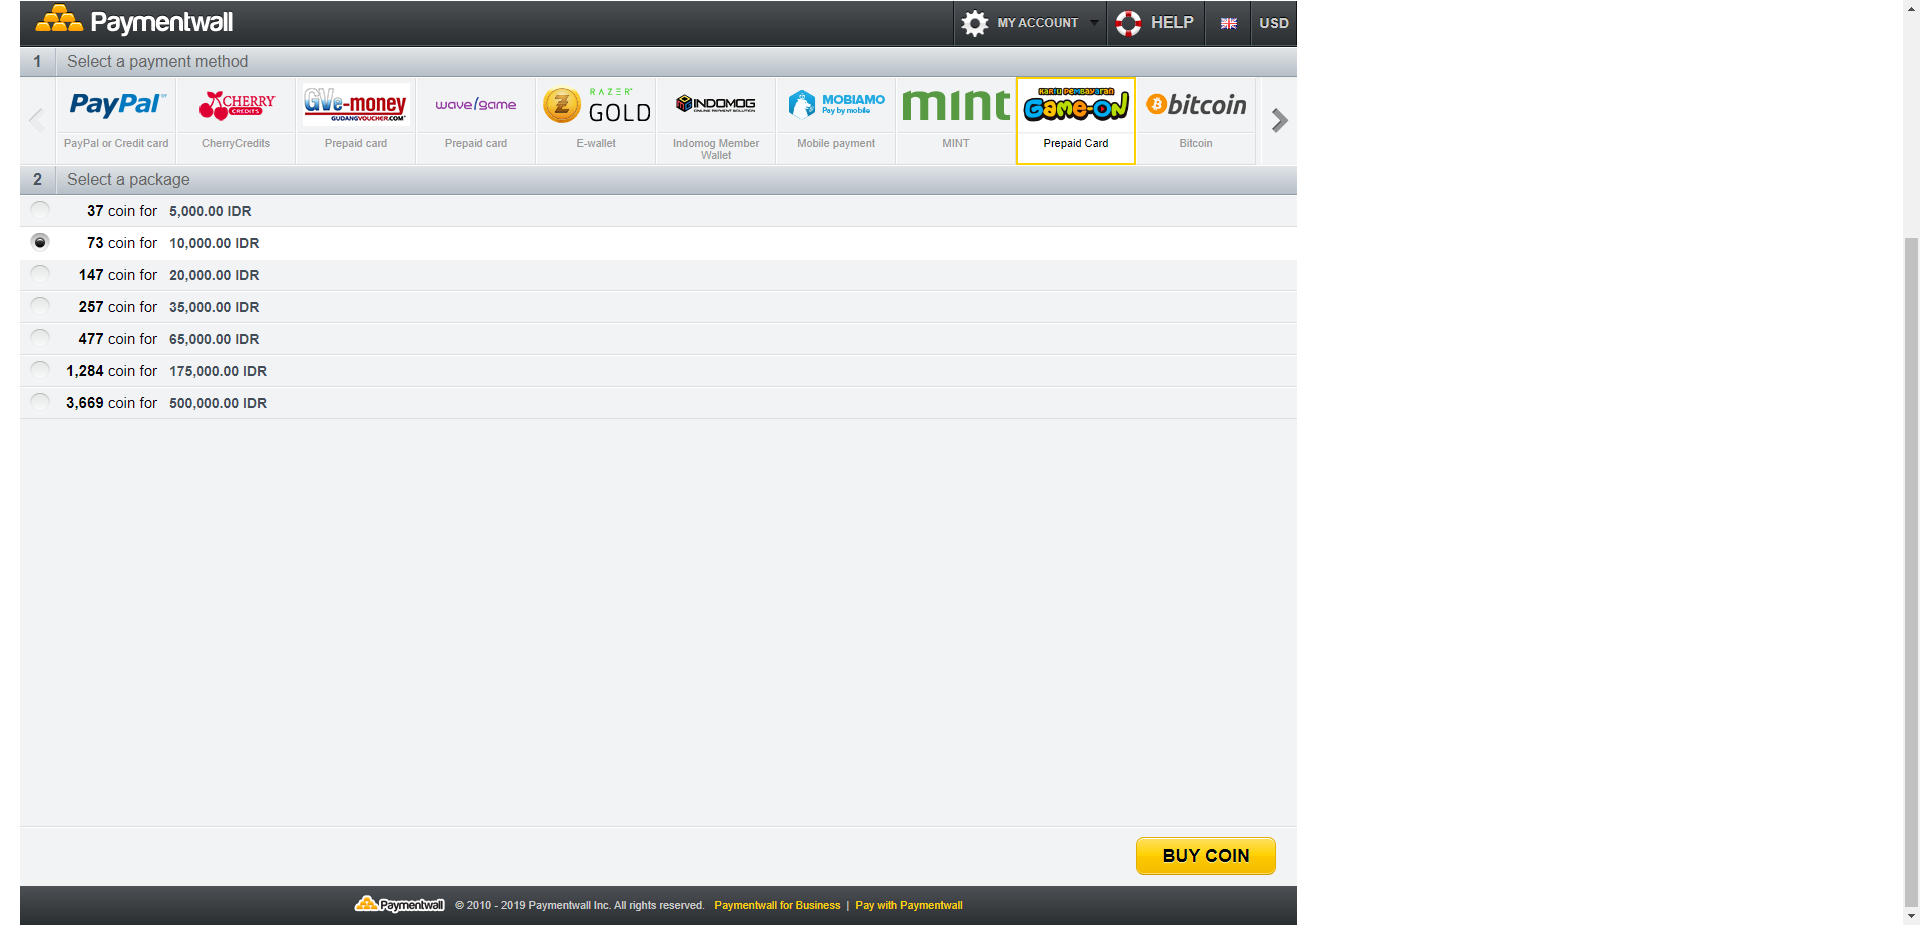 Paymentwall
MY ACCOUNT
HELP
USD
1 Select a payment method
PayPal™
PayPal or Credit card
CHERRY
CREDITS
CherryCredits
GVe-money
GUDANGVOUCHER.COM
Prepaid card
wave/game
Prepaid card
RAZER
GOLD
E-wallet
INDOMOG
ONLINE PAYMENT SOLUTION
Indomog Member
Wallet
MOBIAMO
Pay by mobile
Mobile payment
mint
MINT
KARTU PEMBAYARAN
GAME-ON
Prepaid Card
bitcoin
Bitcoin
2 Select a package
37 coin for 5,000.00 IDR
73 coin for 10,000.00 IDR
147 coin for 20,000.00 IDR
257 coin for 35,000.00 IDR
477 coin for 65,000.00 IDR
1,284 coin for 175,000.00 IDR
3,669 coin for 500,000.00 IDR
BUY COIN
Paymentwall © 2010 - 2019 Paymentwall Inc. All rights reserved. Paymentwall for Business | Pay with Paymentwall